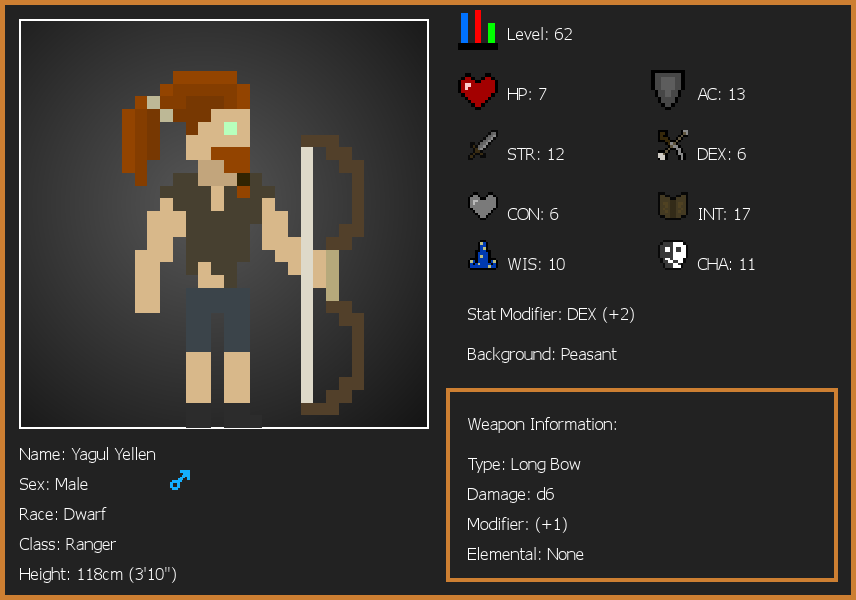 Level: 62
HP: 7
AC: 13
STR: 12
DEX: 6
CON: 6
INT: 17
WIS: 10
CHA: 11
Stat Modifier: DEX (+2)
Background: Peasant
Weapon Information:
Type: Long Bow
Damage: d6
Modifier: (+1)
Elemental: None
Name: Yagul Yellen
Sex: Male
Race: Dwarf
Class: Ranger
Height: 118cm (3'10")